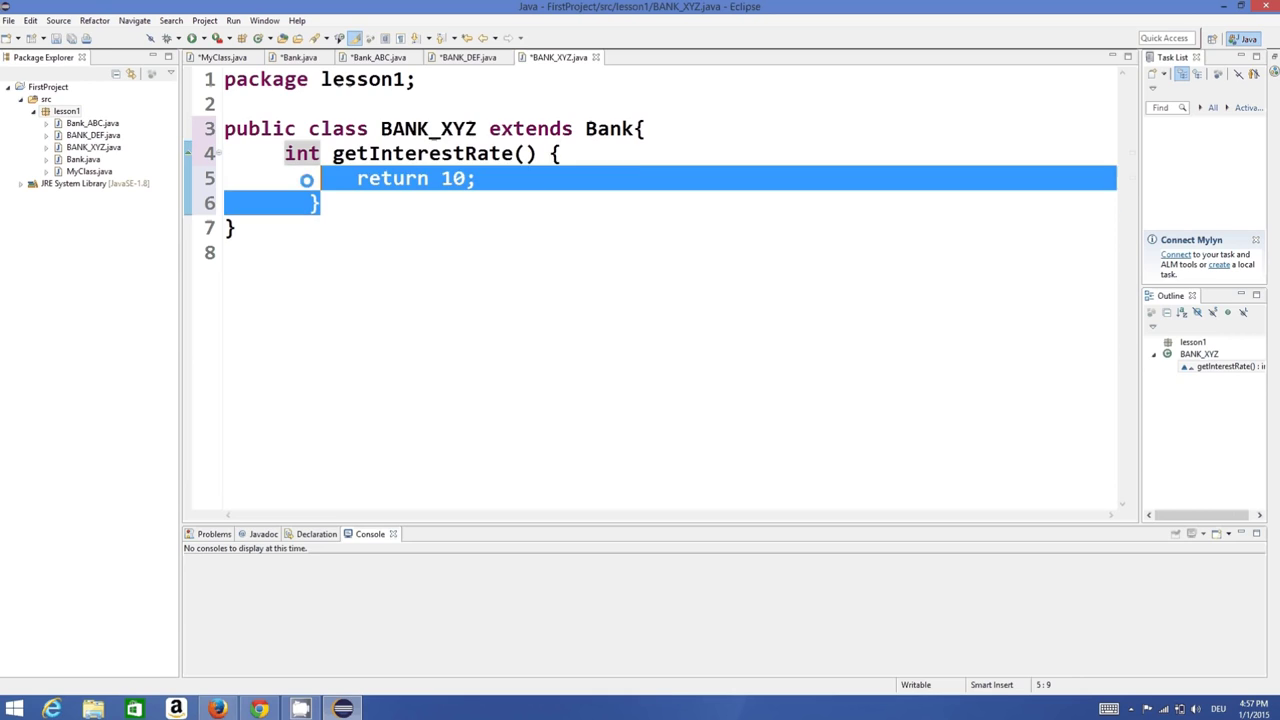 Java - FirstProject/src/lesson1/BANK_XYZ.java - Eclipse
File Edit Source Refactor Navigate Search Project Run Window Help
Quick Access
Java
Package Explorer
*MyClass.java
*Bank.java
*Bank_ABC.java
*BANK_DEF.java
*BANK_XYZ.java
Task List
FirstProject
src
lesson1
Bank_ABC.java
BANK_DEF.java
BANK_XYZ.java
Bank.java
MyClass.java
JRE System Library [JavaSE-1.8]
1 package lesson1;
2
3 public class BANK_XYZ extends Bank{
4 int getInterestRate() {
5 return 10;
6 }
7 }
8
Find
All
Activa...
Connect Mylyn
Connect to your task and
ALM tools or create a local
task.
Outline
lesson1
BANK_XYZ
getInterestRate() : in
Problems
Javadoc
Declaration
Console
No consoles to display at this time.
Writable
Smart Insert
5 : 9
DEU
4:57 PM
1/1/2015